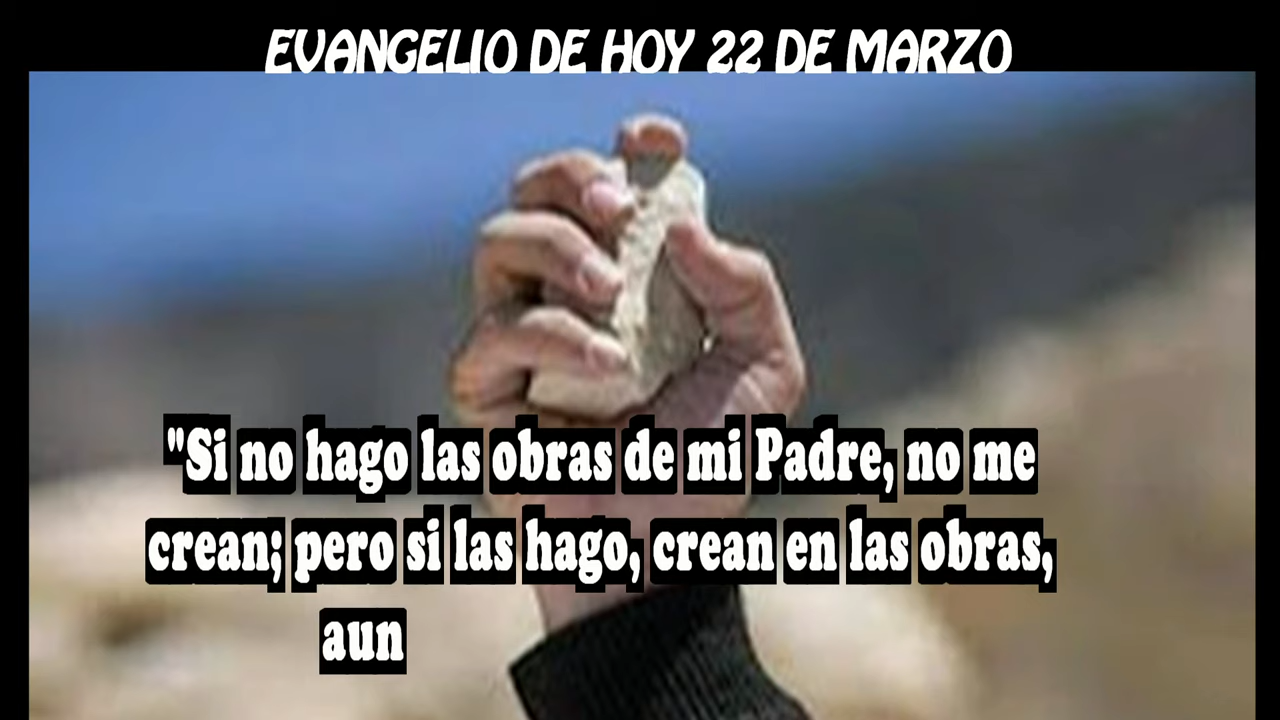 EVANGELIO DE HOY 22 DE MARZO
"Si no hago las obras de mi Padre, no me
crean; pero si las hago, crean en las obras,
aun